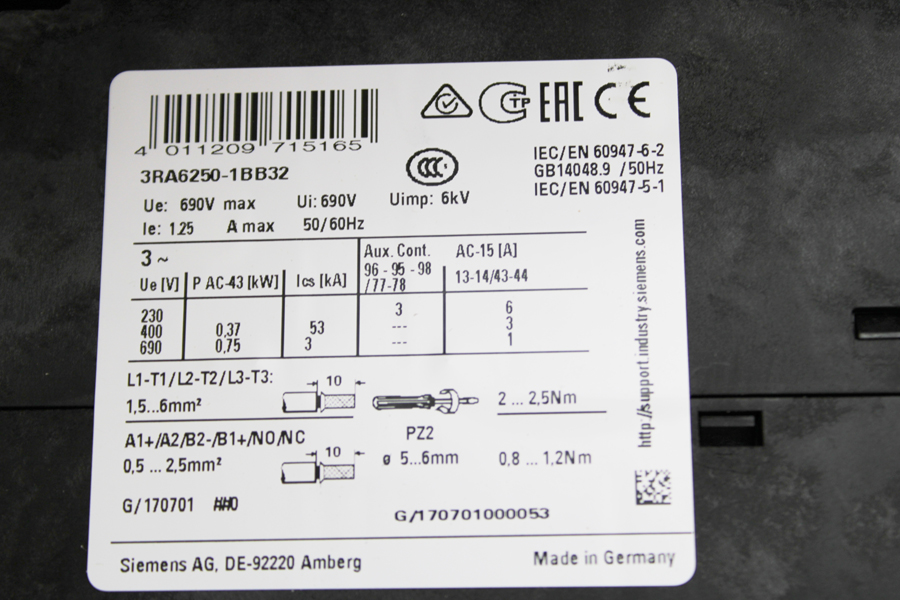 4 011209 715165
EAC CE
3RA6250-1BB32
IEC/EN 60947-6-2
GB14048.9 /50Hz
IEC/EN 60947-5-1
Ue: 690V max Ui: 690V Uimp: 6kV
Ie: 1.25 A max 50/60Hz
3 ~ Aux. Cont. AC-15 [A]
Ue [V] P AC-43 [kW] Ics [kA] 96 - 95 - 98 13-14/43-44
/77-78
230 3 6
400 0,37 53 --- 3
690 0,75 3 --- 1
L1-T1/L2-T2/L3-T3: 10
1,5...6mm² 2 ... 2,5Nm
A1+/A2/B2-/B1+/NO/NC 10 PZ2
0,5 ... 2,5mm² ø 5...6mm 0,8 ... 1,2Nm
G/170701
G/170701000053
http://support.industry.siemens.com
Siemens AG, DE-92220 Amberg Made in Germany